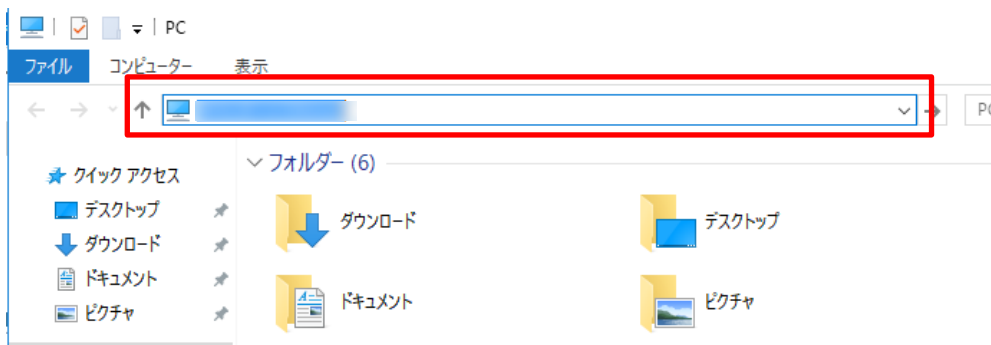 PC
ファイル コンピューター 表示
PC
クイック アクセス
デスクトップ
ダウンロード
ドキュメント
ピクチャ
フォルダー (6)
ダウンロード
デスクトップ
ドキュメント
ピクチャ